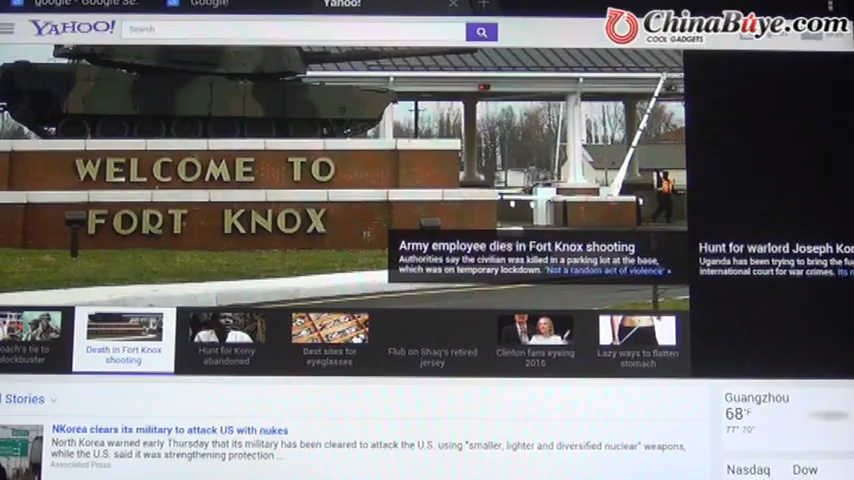 google - Google Se.
Google
Yahoo!
ChinaBuye.com
COOL GADGETS
YAHOO!
Search
WELCOME TO
FORT KNOX
Army employee dies in Fort Knox shooting
Authorities say the civilian was killed in a parking lot at the base,
which was on temporary lockdown. 'Not a random act of violence' »
Hunt for warlord Joseph Kon
Uganda has been trying to bring the
international court for war crimes. Its
oach's tie to
lockbuster
Death in Fort Knox
shooting
Hunt for Kony
abandoned
Best sites for
eyeglasses
Flub on Shaq's retired
jersey
Clinton fans eyeing
2016
Lazy ways to flatten
stomach
l Stories
Guangzhou
68°F
77° 70°
NKorea clears its military to attack US with nukes
North Korea warned early Thursday that its military has been cleared to attack the U.S. using "smaller, lighter and diversified nuclear" weapons,
while the U.S. said it was strengthening protection ...
Associated Press
Nasdaq Dow